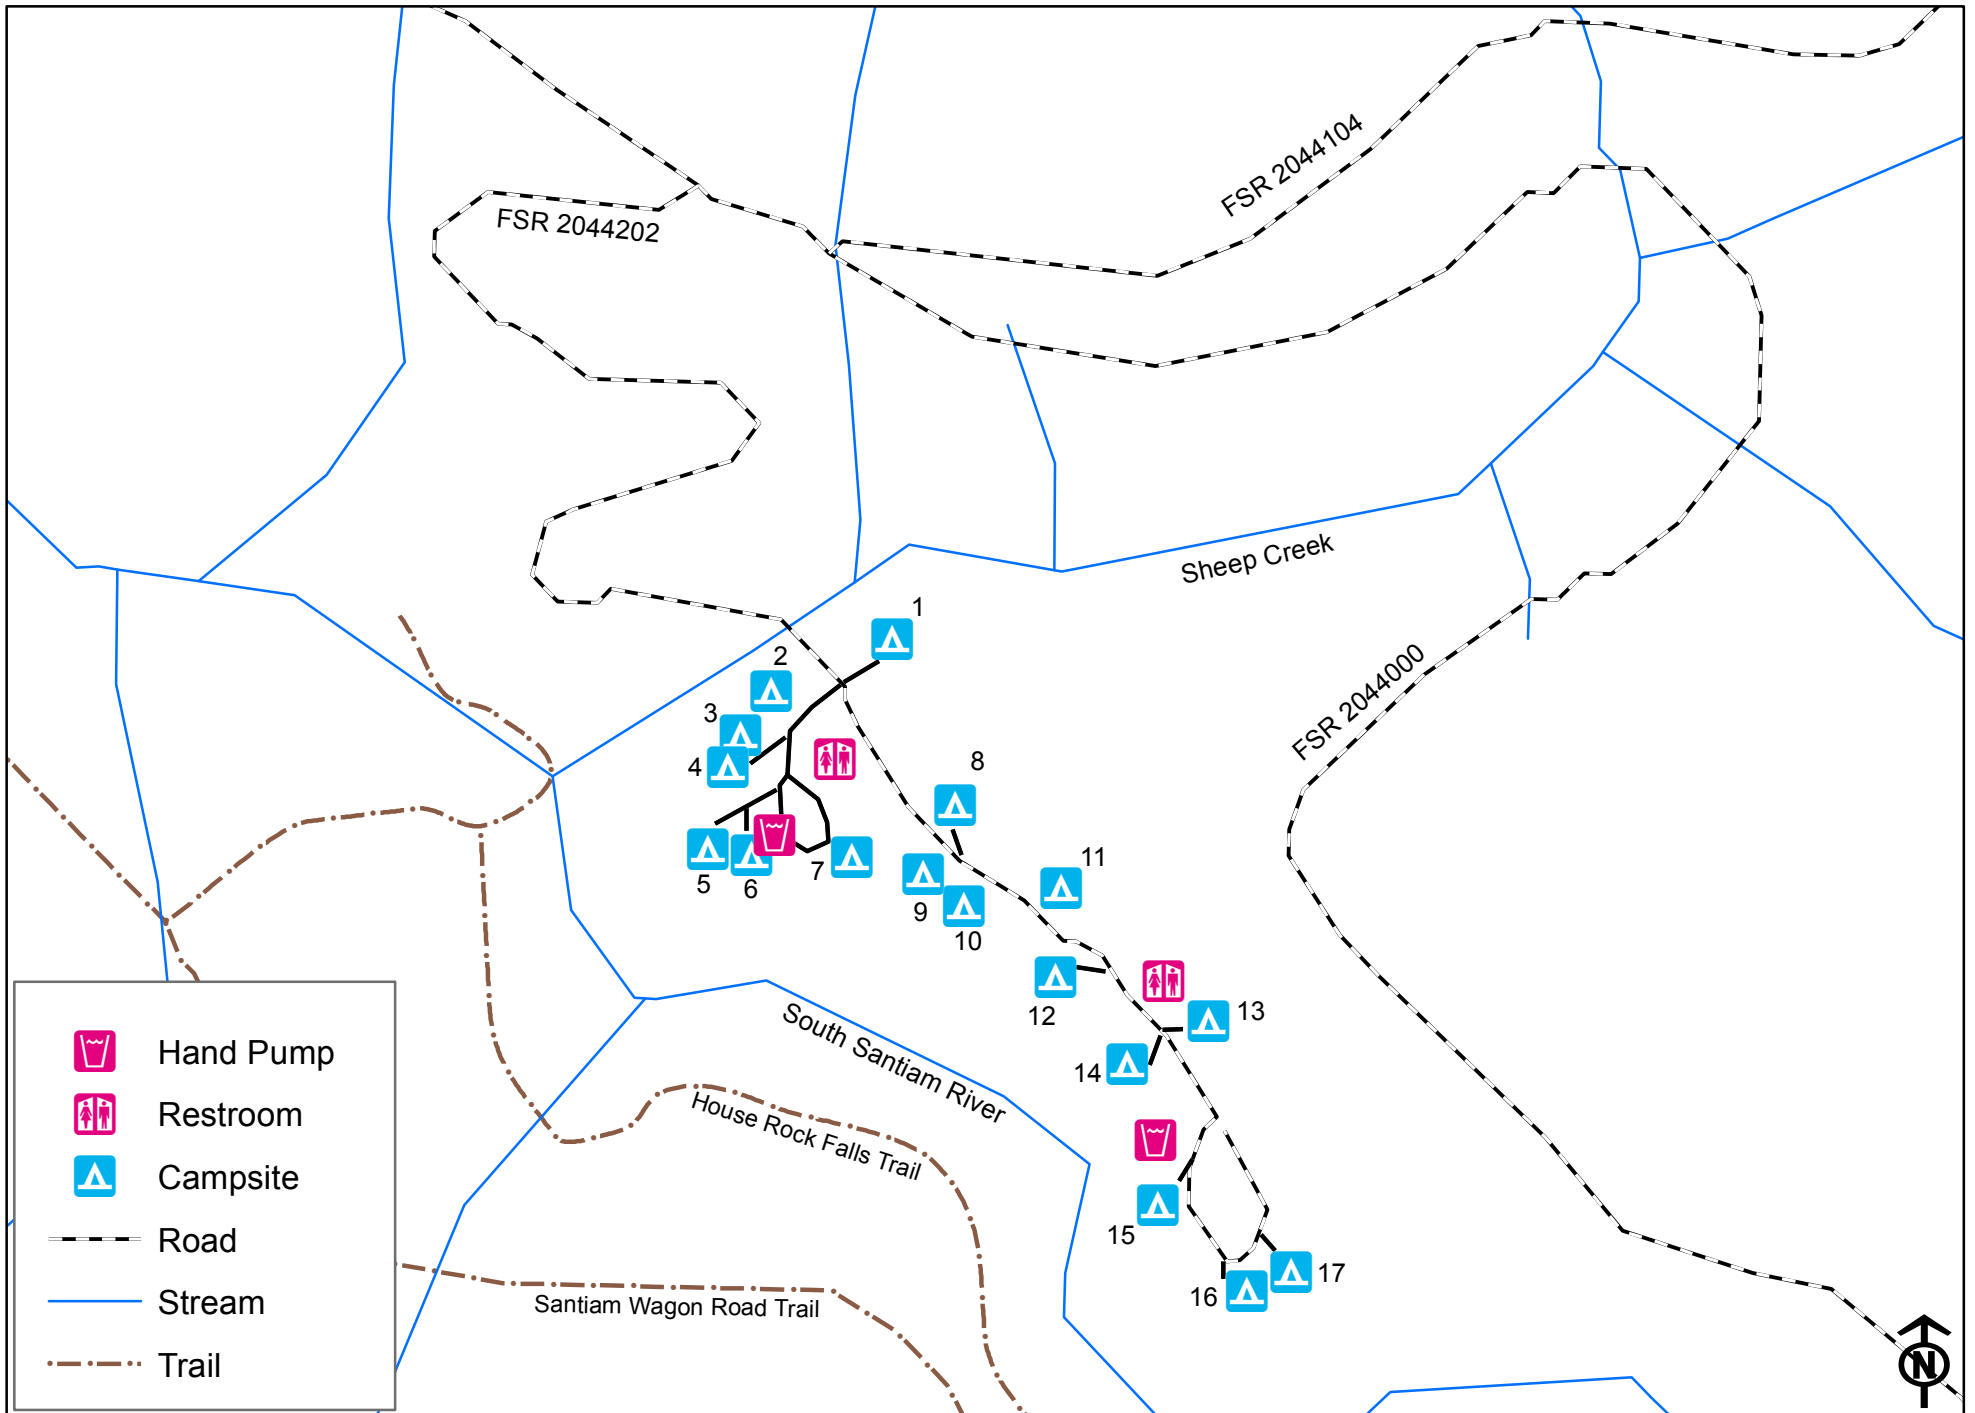 FSR 2044104
FSR 2044202
Sheep Creek
1
2
3
4
FSR 2044000
8
5
6
7
9
10
11
12
13
14
15
16
17
South Santiam River
House Rock Falls Trail
Santiam Wagon Road Trail
Hand Pump
Restroom
Campsite
Road
Stream
Trail
N